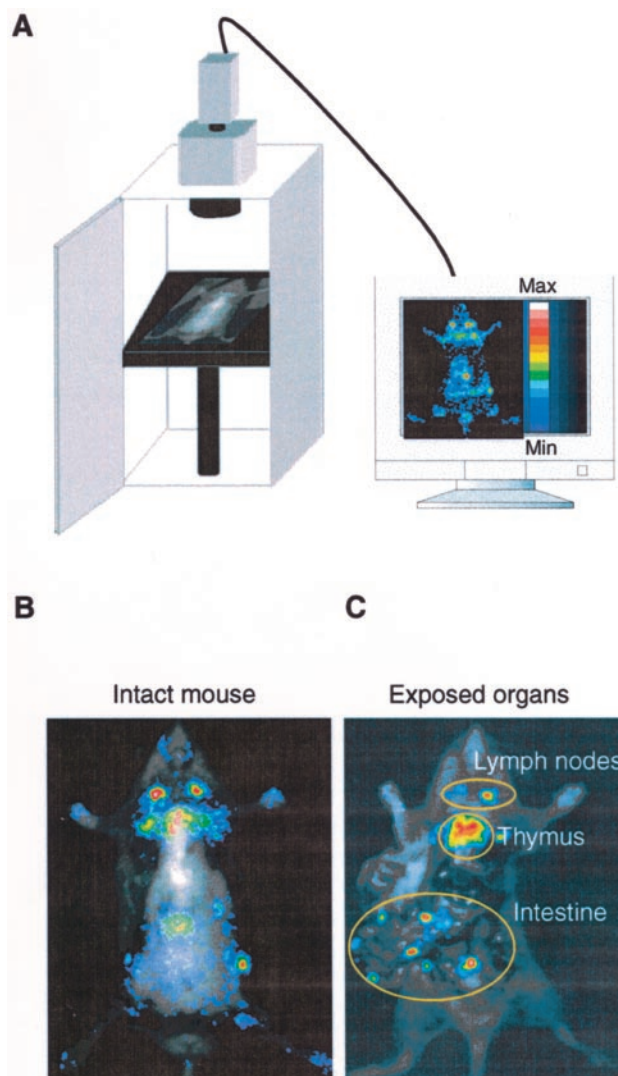 A
Max
Min
B
C
Intact mouse
Exposed organs
Lymph nodes
Thymus
Intestine